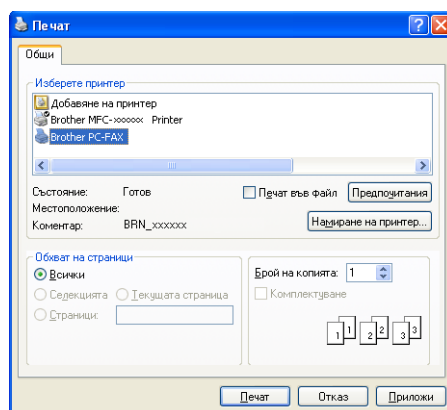 Печат
Общи
Изберете принтер
Добавяне на принтер
Brother MFC-xxxxxx Printer
Brother PC-FAX
Състояние: Готов
Местоположение:
Коментар: BRN_xxxxxx
Печат във файл
Предпочитания
Намиране на принтер...
Обхват на страници
Всички
Селекцията
Текущата страница
Страници:
Брой на копията: 1
Комплектуване
1 1 2 2 3 3
Печат
Отказ
Приложи